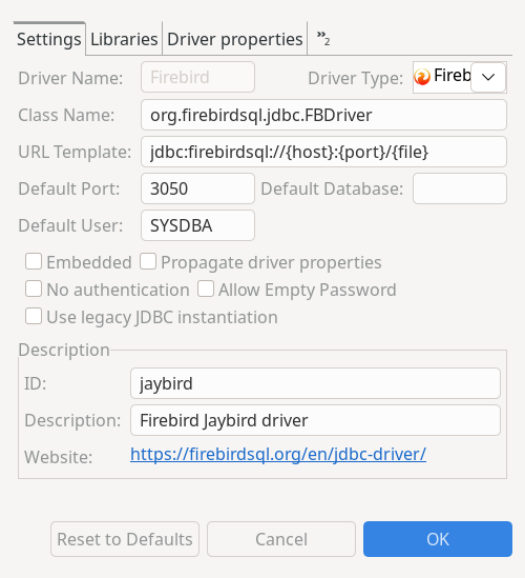 Settings Libraries Driver properties »2
Driver Name: Firebird Driver Type: Fireb
Class Name: org.firebirdsql.jdbc.FBDriver
URL Template: jdbc:firebirdsql://{host}:{port}/{file}
Default Port: 3050 Default Database:
Default User: SYSDBA
Embedded Propagate driver properties
No authentication Allow Empty Password
Use legacy JDBC instantiation
Description
ID: jaybird
Description: Firebird Jaybird driver
Website: https://firebirdsql.org/en/jdbc-driver/
Reset to Defaults Cancel OK